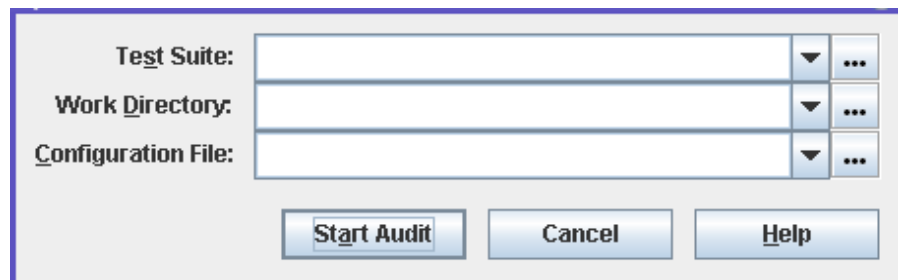 Test Suite:
...
Work Directory:
...
Configuration File:
...
Start Audit Cancel Help